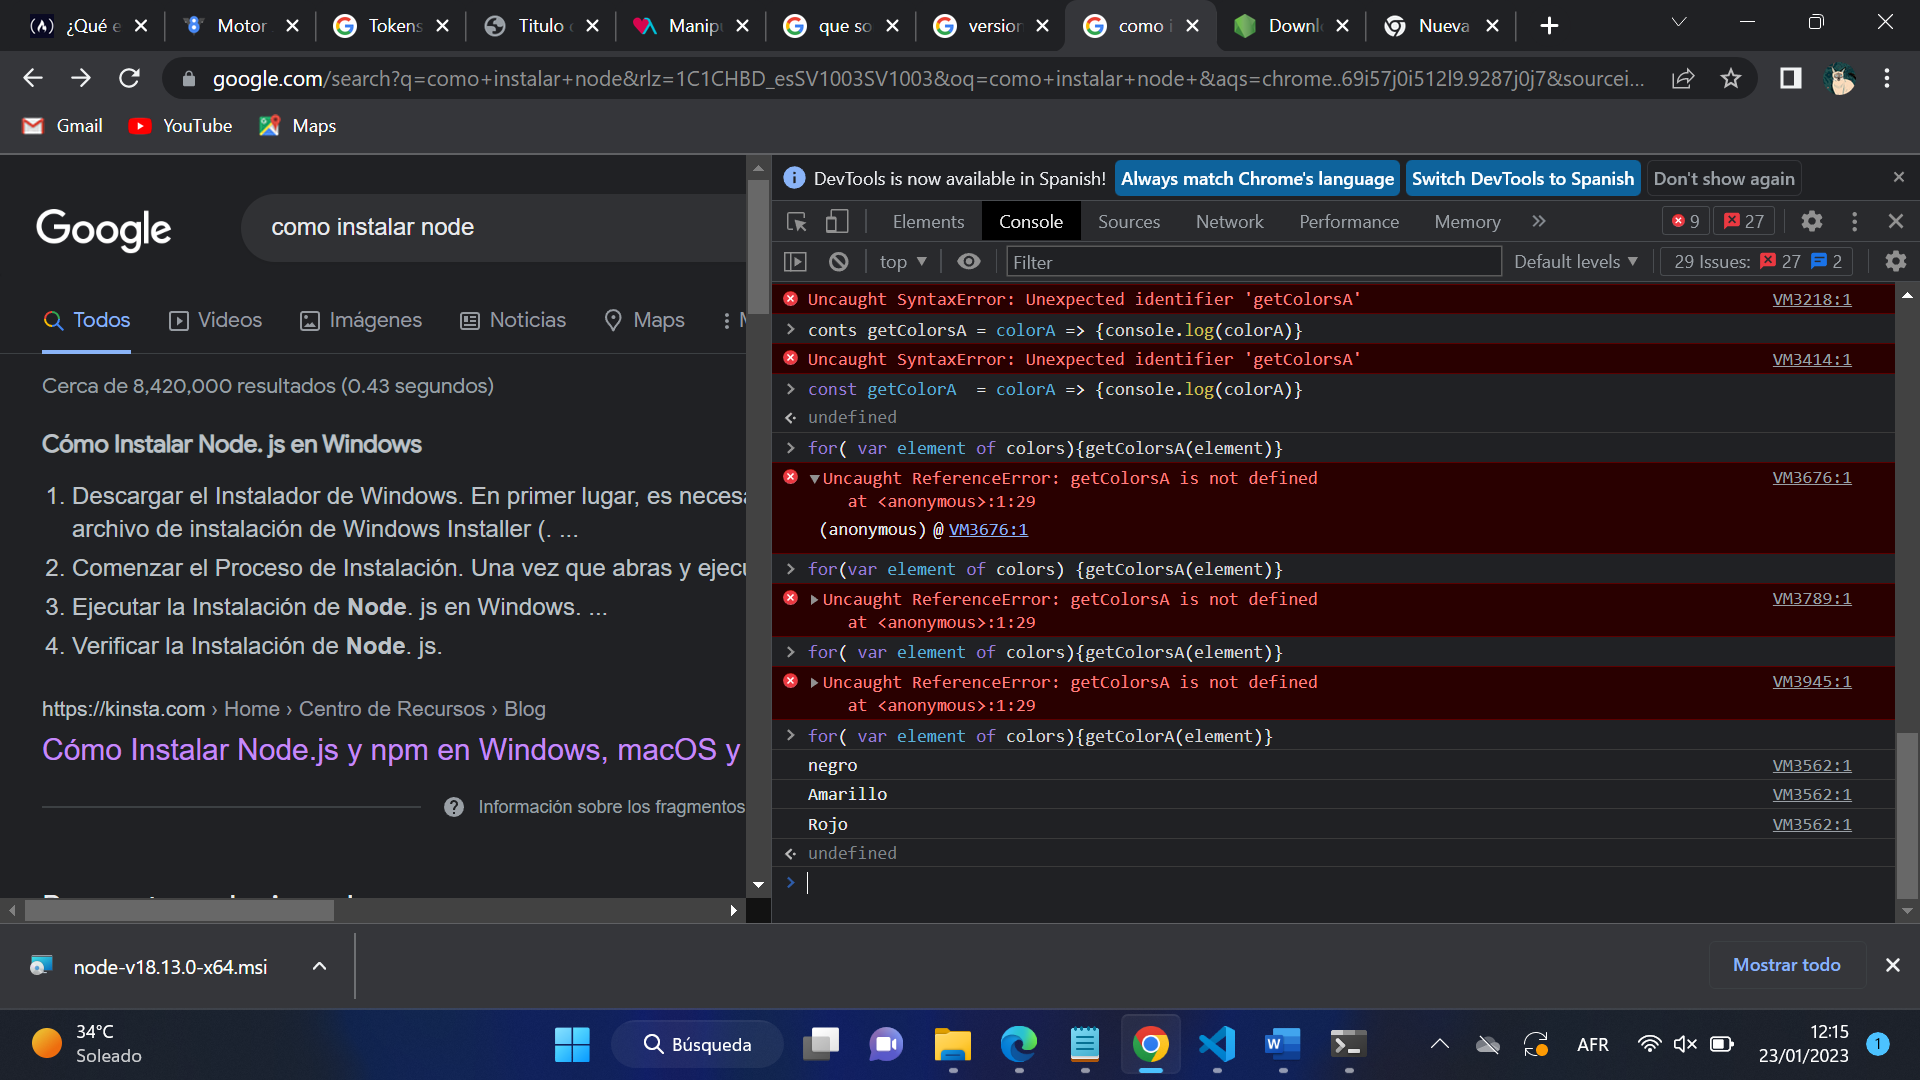 ¿Qué e
Motor
Tokens
Titulo
Manip
que so
version
como i
Downl
Nueva
google.com/search?q=como+instalar+node&rlz=1C1CHBD_esSV1003SV1003&oq=como+instalar+node+&aqs=chrome..69i57j0i512l9.9287j0j7&sourcei...
Gmail
YouTube
Maps
Google
como instalar node
Todos
Videos
Imágenes
Noticias
Maps
Cerca de 8,420,000 resultados (0.43 segundos)
Cómo Instalar Node. js en Windows
1. Descargar el Instalador de Windows. En primer lugar, es neces
archivo de instalación de Windows Installer (. ...
2. Comenzar el Proceso de Instalación. Una vez que abras y ejec
3. Ejecutar la Instalación de Node. js en Windows. ...
4. Verificar la Instalación de Node. js.
https://kinsta.com › Home › Centro de Recursos › Blog
Cómo Instalar Node.js y npm en Windows, macOS y
Información sobre los fragmentos
DevTools is now available in Spanish!
Always match Chrome's language
Switch DevTools to Spanish
Don't show again
Elements
Console
Sources
Network
Performance
Memory
9
27
top
Filter
Default levels
29 Issues: 27 2
Uncaught SyntaxError: Unexpected identifier 'getColorsA' VM3218:1
conts getColorsA = colorA => {console.log(colorA)}
Uncaught SyntaxError: Unexpected identifier 'getColorsA' VM3414:1
const getColorA  = colorA => {console.log(colorA)}
undefined
for( var element of colors){getColorsA(element)}
Uncaught ReferenceError: getColorsA is not defined VM3676:1
at <anonymous>:1:29
(anonymous) @ VM3676:1
for(var element of colors) {getColorsA(element)}
Uncaught ReferenceError: getColorsA is not defined VM3789:1
at <anonymous>:1:29
for( var element of colors){getColorsA(element)}
Uncaught ReferenceError: getColorsA is not defined VM3945:1
at <anonymous>:1:29
for( var element of colors){getColorA(element)}
negro VM3562:1
Amarillo VM3562:1
Rojo VM3562:1
undefined
node-v18.13.0-x64.msi
Mostrar todo
34°C
Soleado
Búsqueda
AFR
12:15
23/01/2023
1